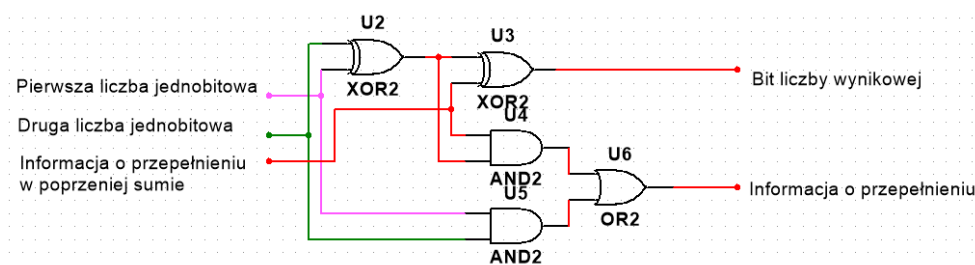 U2
XOR2
U3
XOR2
U4
AND2
U5
AND2
U6
OR2
Pierwsza liczba jednobitowa
Druga liczba jednobitowa
Informacja o przepełnieniu
w poprzeniej sumie
Bit liczby wynikowej
Informacja o przepełnieniu